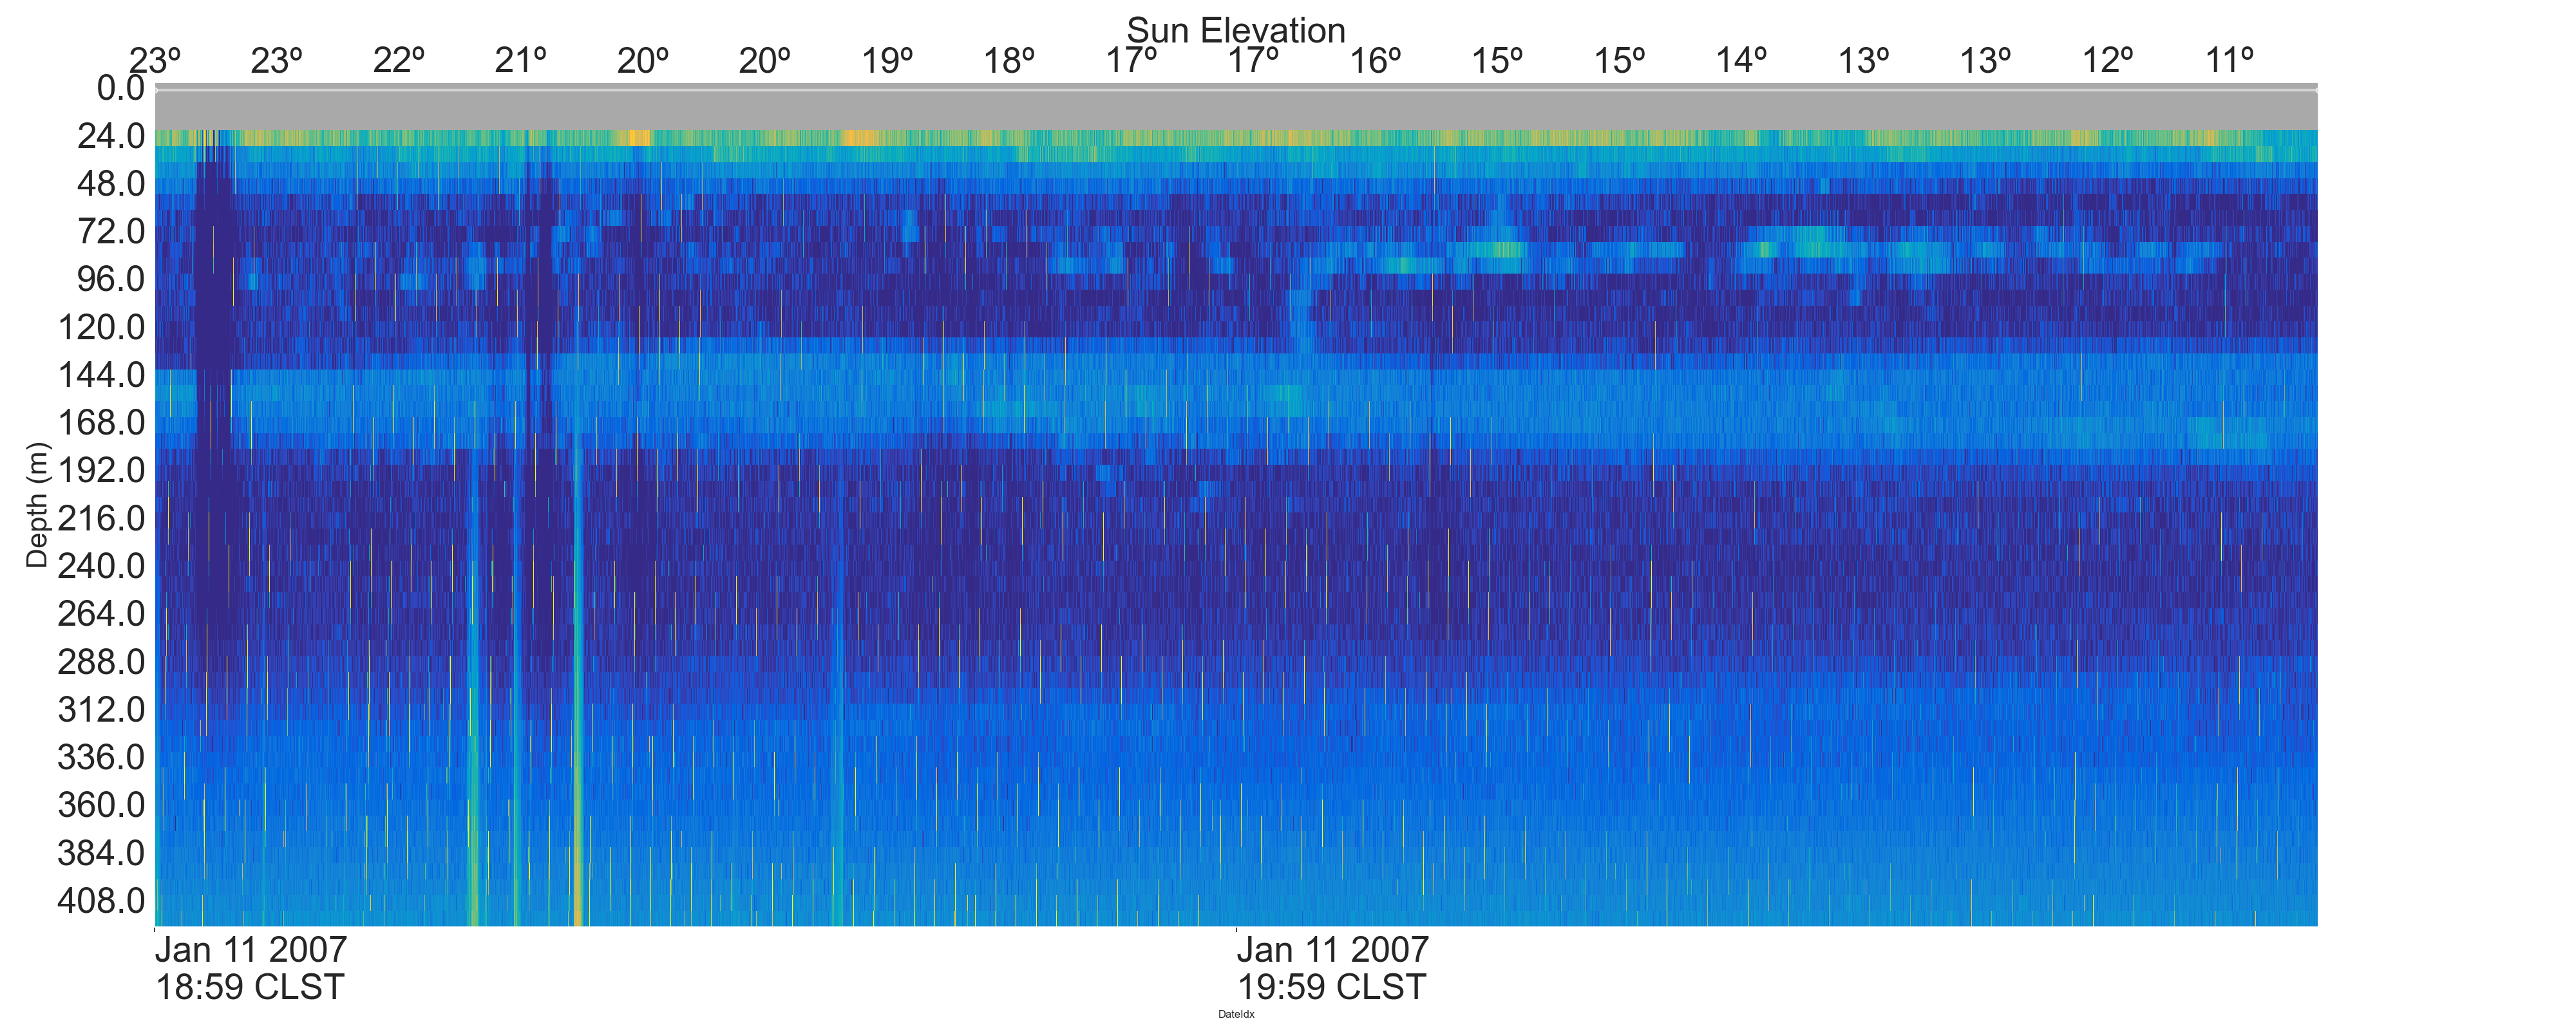 Sun Elevation
23º 23º 22º 21º 20º 20º 19º 18º 17º 17º 16º 15º 15º 14º 13º 13º 12º 11º
0.0
24.0
48.0
72.0
96.0
120.0
144.0
168.0
192.0
216.0
240.0
264.0
288.0
312.0
336.0
360.0
384.0
408.0
Depth (m)
Jan 11 2007
18:59 CLST
Jan 11 2007
19:59 CLST
DateIdx